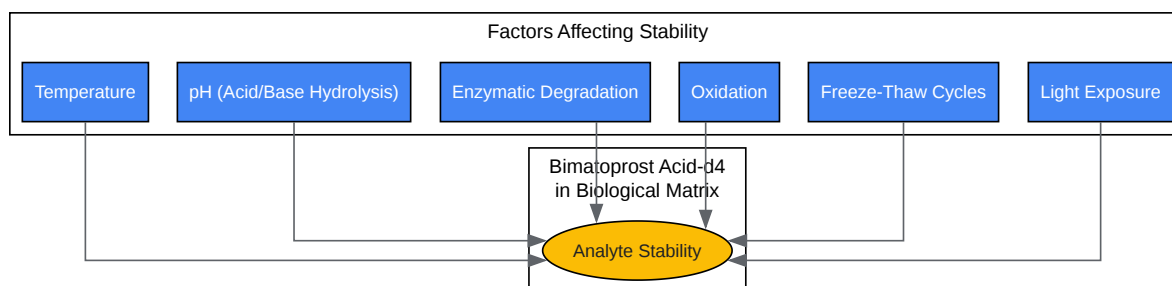 Factors Affecting Stability
Temperature
pH (Acid/Base Hydrolysis)
Enzymatic Degradation
Oxidation
Freeze-Thaw Cycles
Light Exposure
Bimatoprost Acid-d4
in Biological Matrix
Analyte Stability